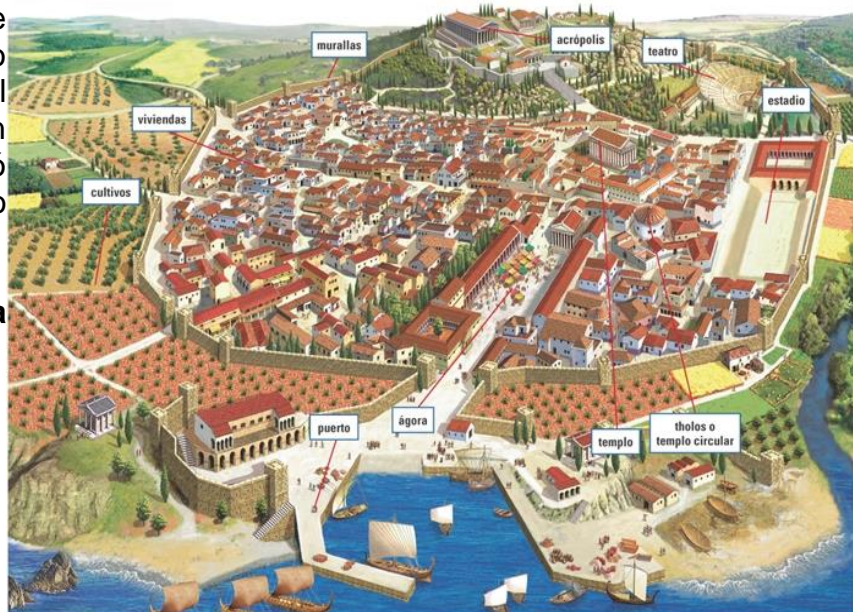 murallas
acrópolis
teatro
estadio
viviendas
cultivos
puerto
ágora
templo
tholos o
templo circular